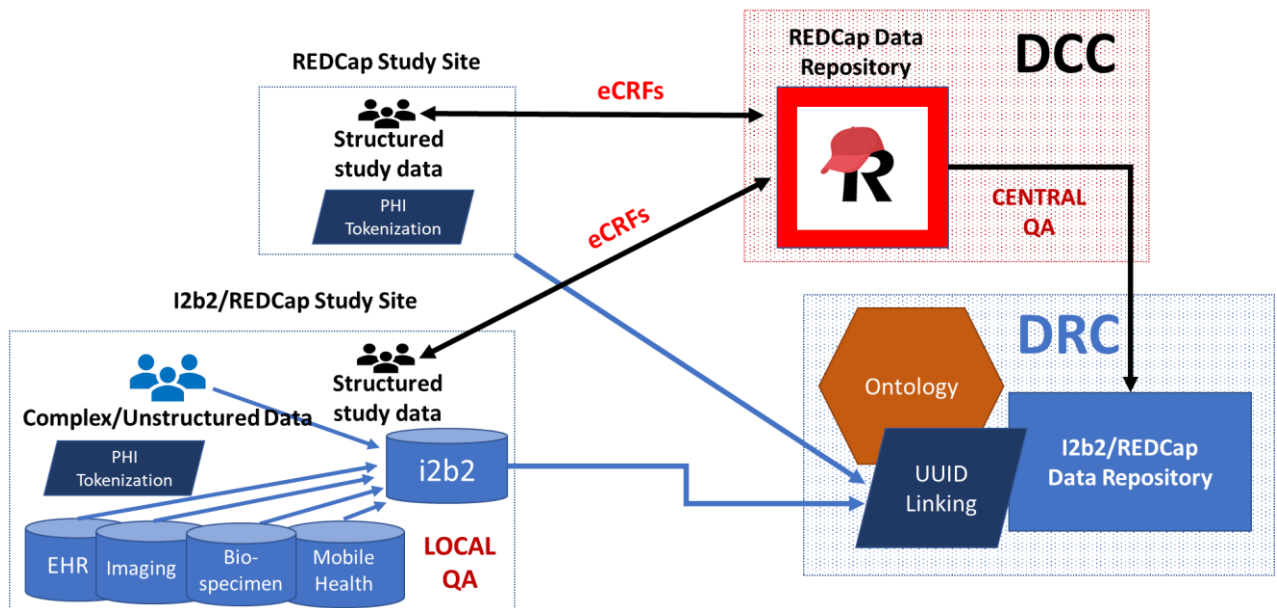 REDCap Study Site
eCRFs
Structured
study data
PHI
Tokenization
REDCap Data
Repository
DCC
R
CENTRAL
QA
eCRFs
I2b2/REDCap Study Site
Structured
study data
Complex/Unstructured Data
PHI
Tokenization
i2b2
EHR
Imaging
Bio-
specimen
Mobile
Health
LOCAL
QA
DRC
Ontology
UUID
Linking
I2b2/REDCap
Data Repository